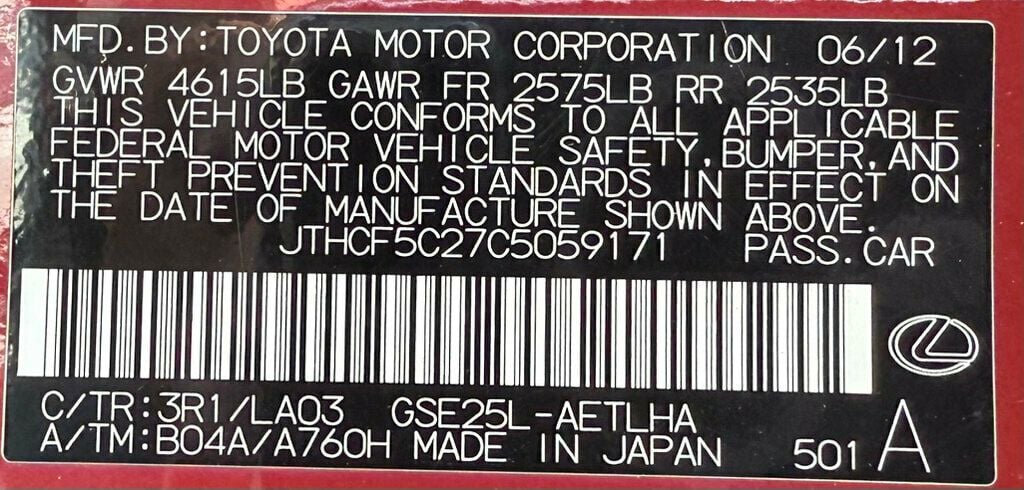 MFD. BY: TOYOTA MOTOR CORPORATION 06/12
GVWR 4615LB GAWR FR 2575LB RR 2535LB
THIS VEHICLE CONFORMS TO ALL APPLICABLE
FEDERAL MOTOR VEHICLE SAFETY, BUMPER, AND
THEFT PREVENTION STANDARDS IN EFFECT ON
THE DATE OF MANUFACTURE SHOWN ABOVE.
JTHCF5C27C5059171 PASS. CAR
C/TR: 3R1/LA03 GSE25L-AETLHA
A/TM: B04A/A760H MADE IN JAPAN 501 A